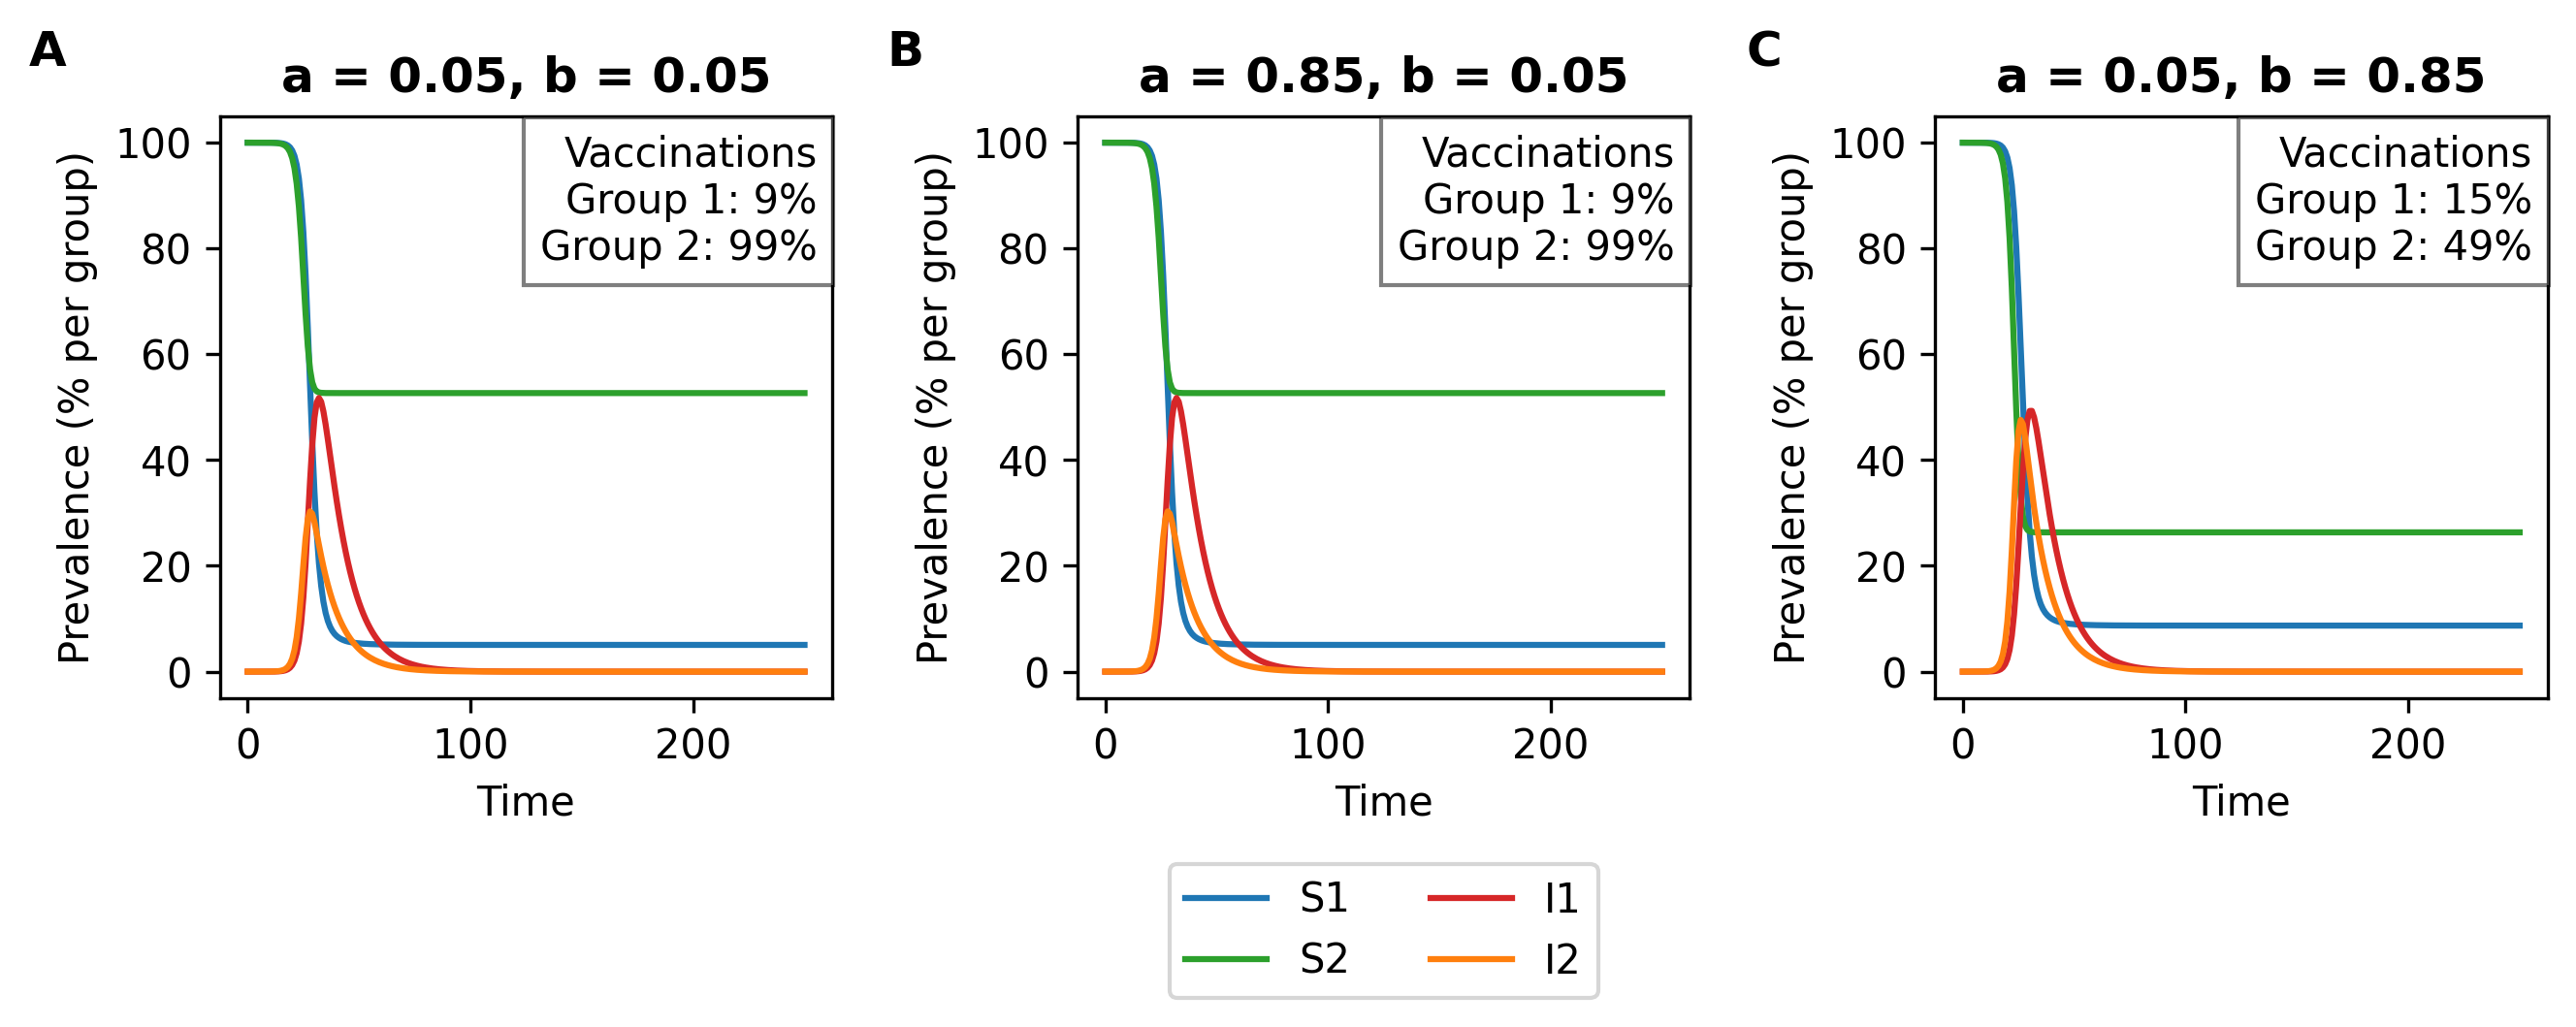 A
a = 0.05, b = 0.05
Prevalence (% per group)
100
80
60
40
20
0
Vaccinations
Group 1: 9%
Group 2: 99%
0
100
200
Time
B
a = 0.85, b = 0.05
Prevalence (% per group)
100
80
60
40
20
0
Vaccinations
Group 1: 9%
Group 2: 99%
0
100
200
Time
C
a = 0.05, b = 0.85
Prevalence (% per group)
100
80
60
40
20
0
Vaccinations
Group 1: 15%
Group 2: 49%
0
100
200
Time
S1
S2
I1
I2